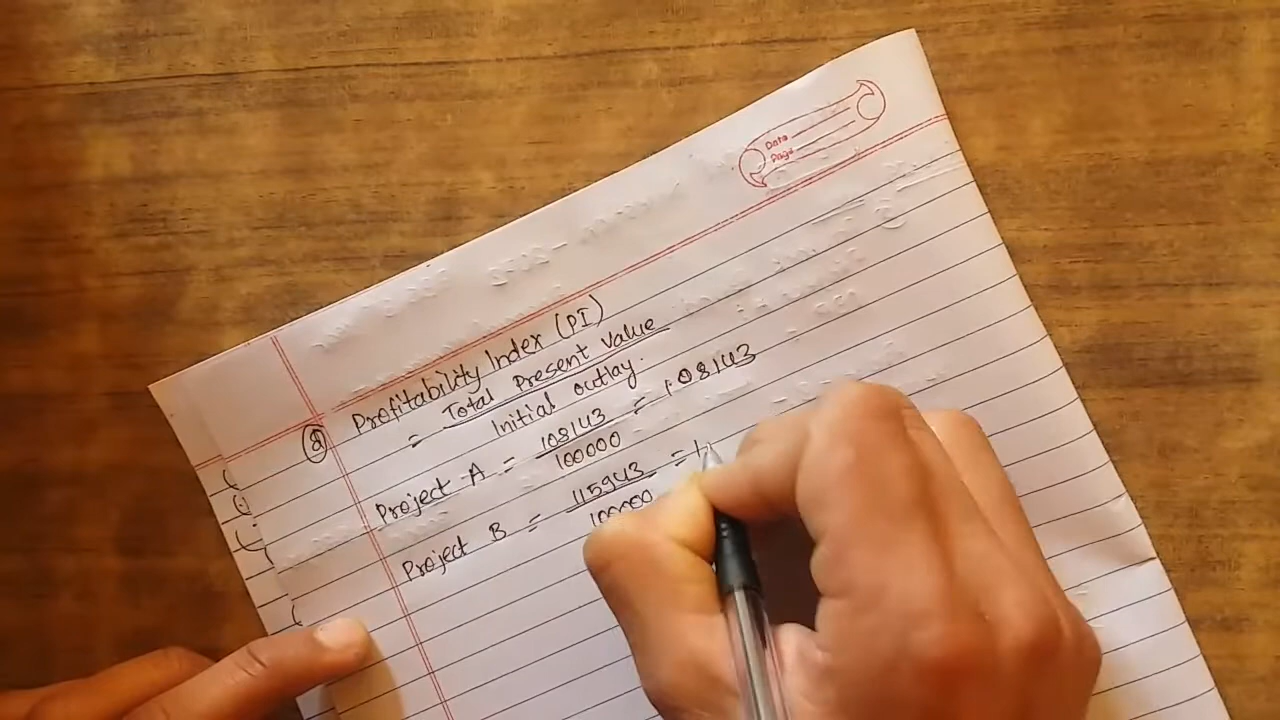 Date
Page
8 Profitability Index (PI)
= Total Present value
Initial outlay.
Project A = 108143 = 1.08143
100000
Project B = 115943 = 1.
100000